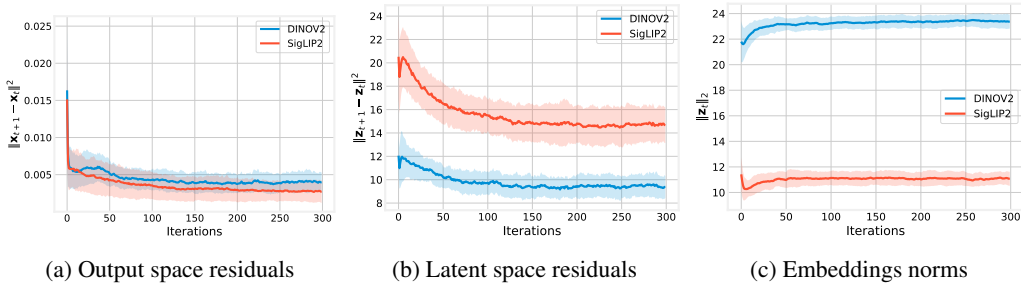 0.025
0.020
0.015
0.010
0.005
0 50 100 150 200 250 300
Iterations
‖x_{t+1} − x_t‖²
DINOV2
SigLIP2
(a) Output space residuals
24
22
20
18
16
14
12
10
8
0 50 100 150 200 250 300
Iterations
‖z_{t+1} − z_t‖²
DINOV2
SigLIP2
(b) Latent space residuals
24
22
20
18
16
14
12
10
0 50 100 150 200 250 300
Iterations
‖z_t‖₂
DINOV2
SigLIP2
(c) Embeddings norms